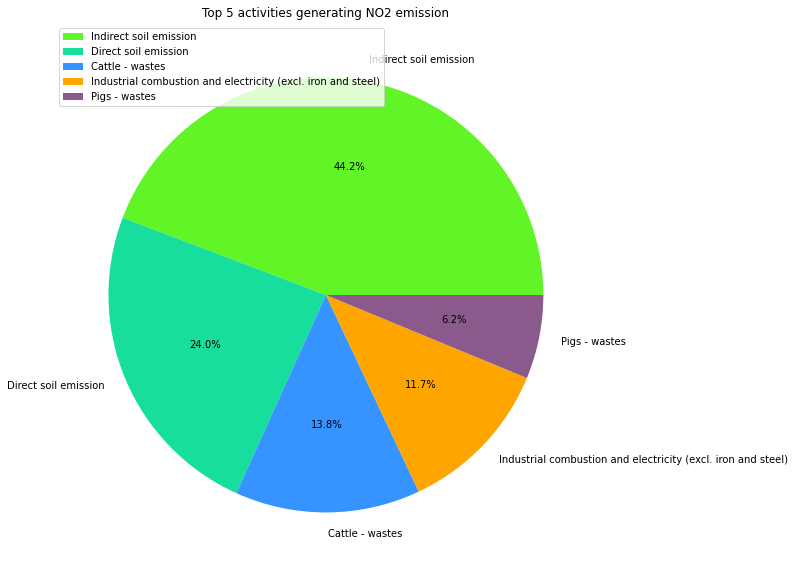 Top 5 activities generating NO2 emission
Indirect soil emission
Direct soil emission
Cattle - wastes
Industrial combustion and electricity (excl. iron and steel)
Pigs - wastes
Indirect soil emission
44.2%
6.2%
Pigs - wastes
24.0%
Direct soil emission
11.7%
13.8%
Industrial combustion and electricity (excl. iron and steel)
Cattle - wastes